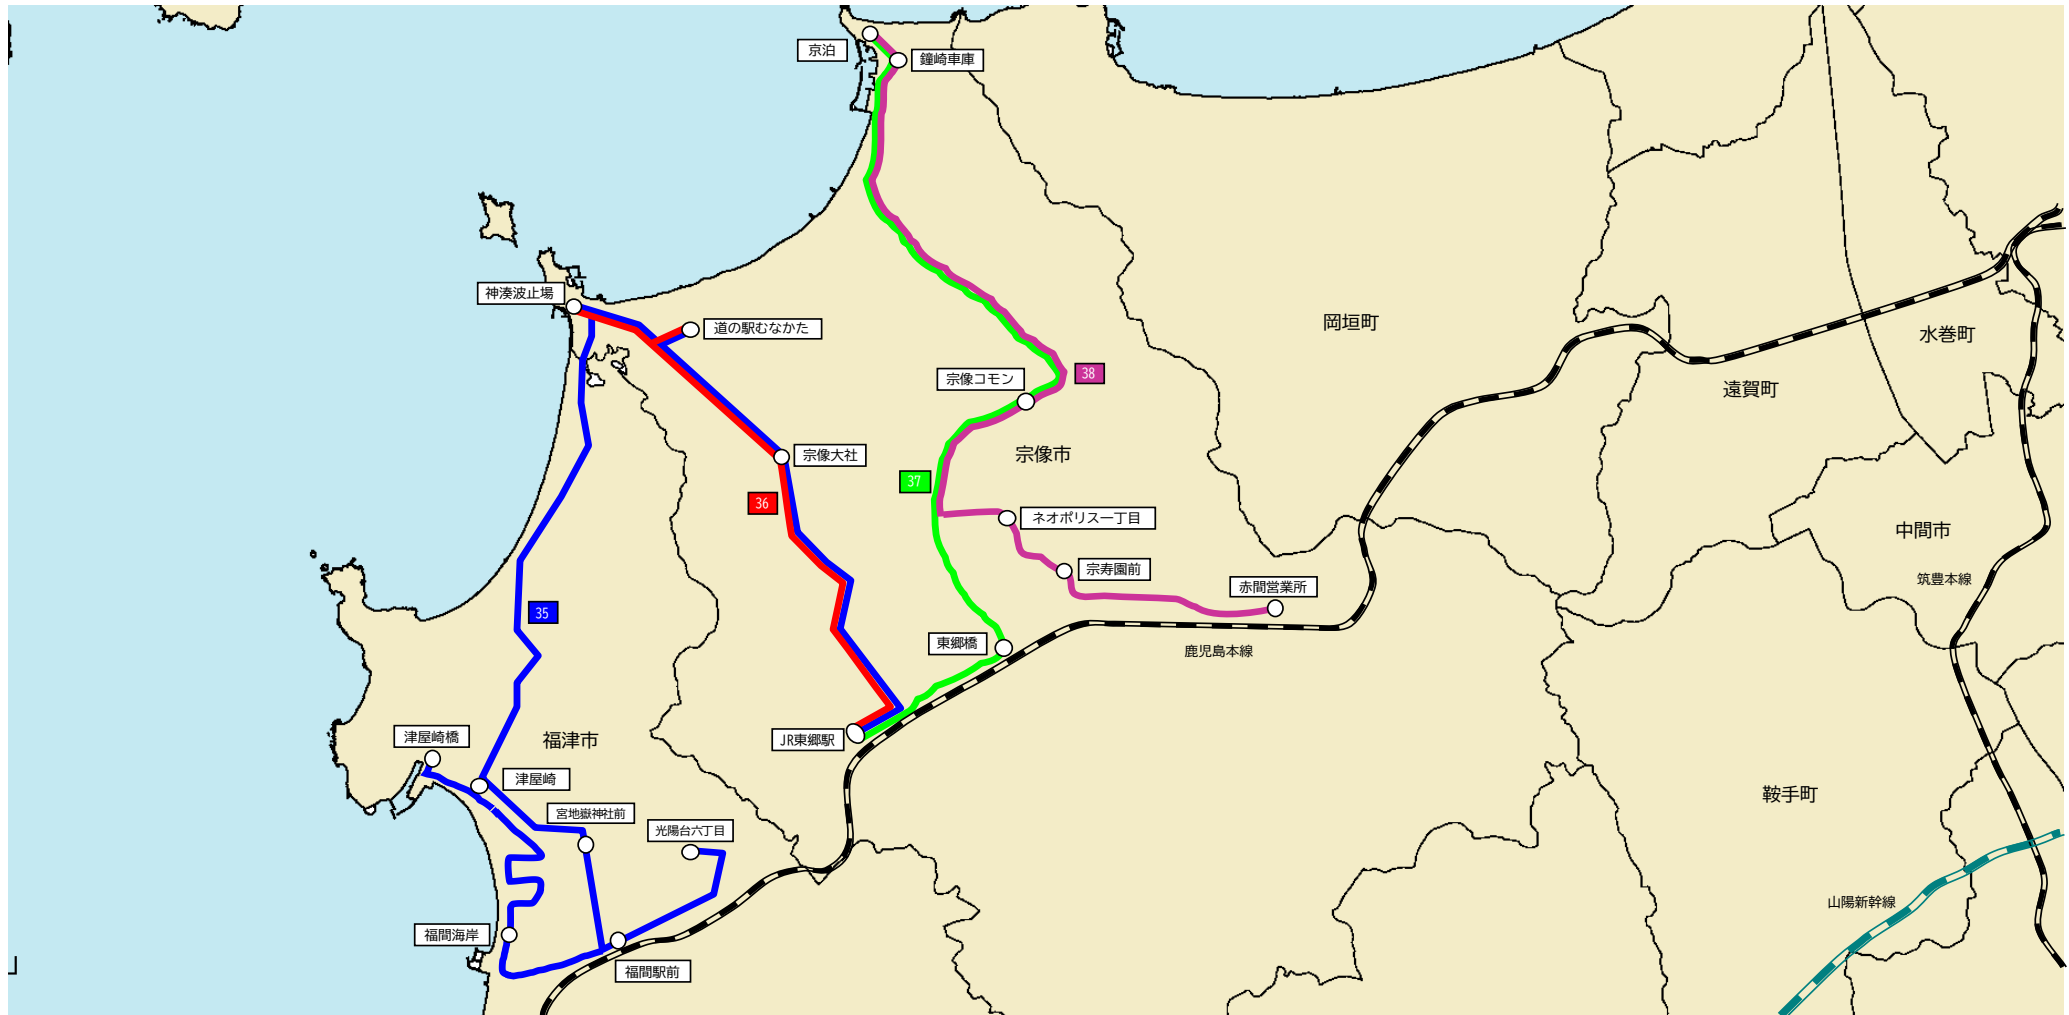 京泊
鐘崎車庫
神湊波止場
道の駅むなかた
岡垣町
水巻町
宗像コモン
38
遠賀町
宗像大社
宗像市
37
36
ネオポリス一丁目
中間市
宗寿園前
筑豊本線
赤間営業所
35
東郷橋
鹿児島本線
津屋崎橋
福津市
JR東郷駅
津屋崎
鞍手町
宮地嶽神社前
光陽台六丁目
山陽新幹線
福間海岸
福間駅前